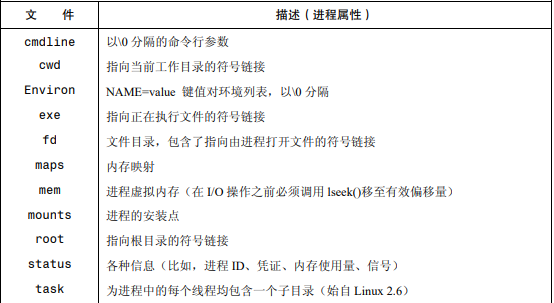 文 件 描述（进程属性）
cmdline 以\0 分隔的命令行参数
cwd 指向当前工作目录的符号链接
Environ NAME=value 键值对环境列表，以\0 分隔
exe 指向正在执行文件的符号链接
fd 文件目录，包含了指向由进程打开文件的符号链接
maps 内存映射
mem 进程虚拟内存（在 I/O 操作之前必须调用 lseek()移至有效偏移量）
mounts 进程的安装点
root 指向根目录的符号链接
status 各种信息（比如，进程 ID、凭证、内存使用量、信号）
task 为进程中的每个线程均包含一个子目录（始自 Linux 2.6）